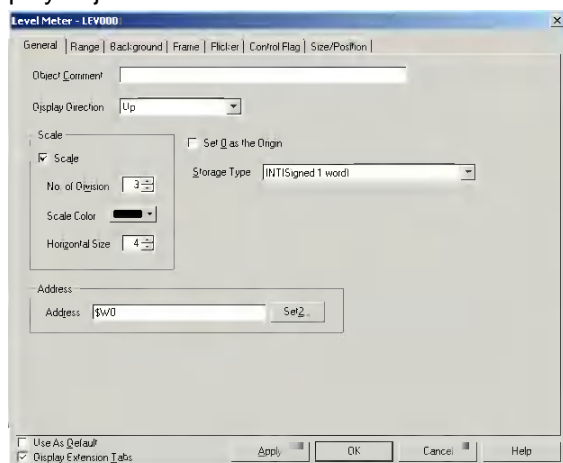 Level Meter - LEV000
General Range Background Frame Flicker Control Flag Size/Position
Object Comment
Display Direction Up
Scale
Set 0 as the Origin
Scale
Storage Type INT(Signed 1 word)
No. of Division 3
Scale Color
Horizontal Size 4
Address
Address $W0 Set2...
Use As Default
Display Extension Tabs
Apply OK Cancel Help